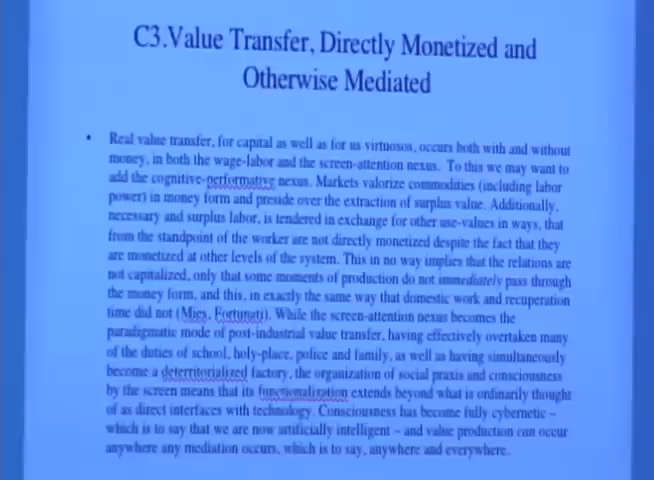 C3.Value Transfer, Directly Monetized and
Otherwise Mediated
• Real value transfer, for capital as well as for us virtuosos, occurs both with and without
money, in both the wage-labor and the screen-attention nexus. To this we may want to
add the cognitive-performative nexus. Markets valorize commodities (including labor
power) in money form and preside over the extraction of surplus value. Additionally,
necessary and surplus labor, is tendered in exchange for other use-values in ways, that
from the standpoint of the worker are not directly monetized despite the fact that they
are monetized at other levels of the system. This in no way implies that the relations are
not capitalized, only that some moments of production do not immediately pass through
the money form, and this, in exactly the same way that domestic work and recuperation
time did not (Mies, Fortunati). While the screen-attention nexus becomes the
paradigmatic mode of post-industrial value transfer, having effectively overtaken many
of the duties of school, holy-place, police and family, as well as having simultaneously
become a deterritorialized factory, the organization of social praxis and consciousness
by the screen means that its functionalization extends beyond what is ordinarily thought
of as direct interfaces with technology. Consciousness has become fully cybernetic –
which is to say that we are now artificially intelligent – and value production can occur
anywhere any mediation occurs, which is to say, anywhere and everywhere.